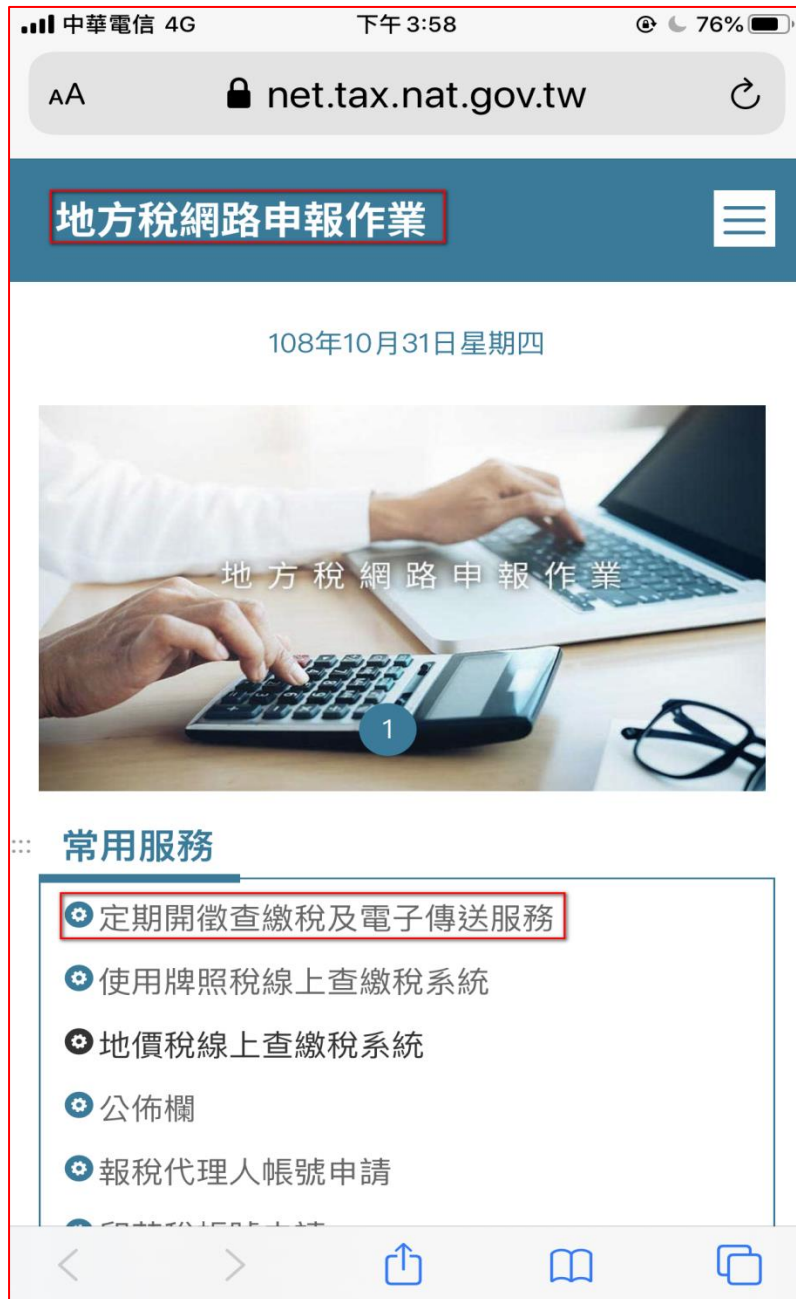 中華電信 4G 下午 3:58 76%
AA net.tax.nat.gov.tw
地方稅網路申報作業
108年10月31日星期四
地方稅網路申報作業
1
常用服務
定期開徵查繳稅及電子傳送服務
使用牌照稅線上查繳稅系統
地價稅線上查繳稅系統
公佈欄
報稅代理人帳號申請